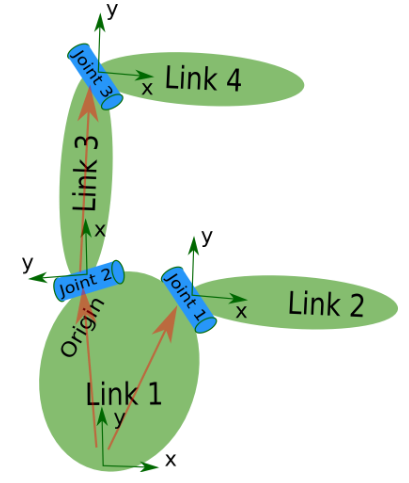 y
Joint 3
x
Link 4
Link 3
x
y
y
Joint 2
Joint 1
x
Link 2
Origin
Link 1
y
x